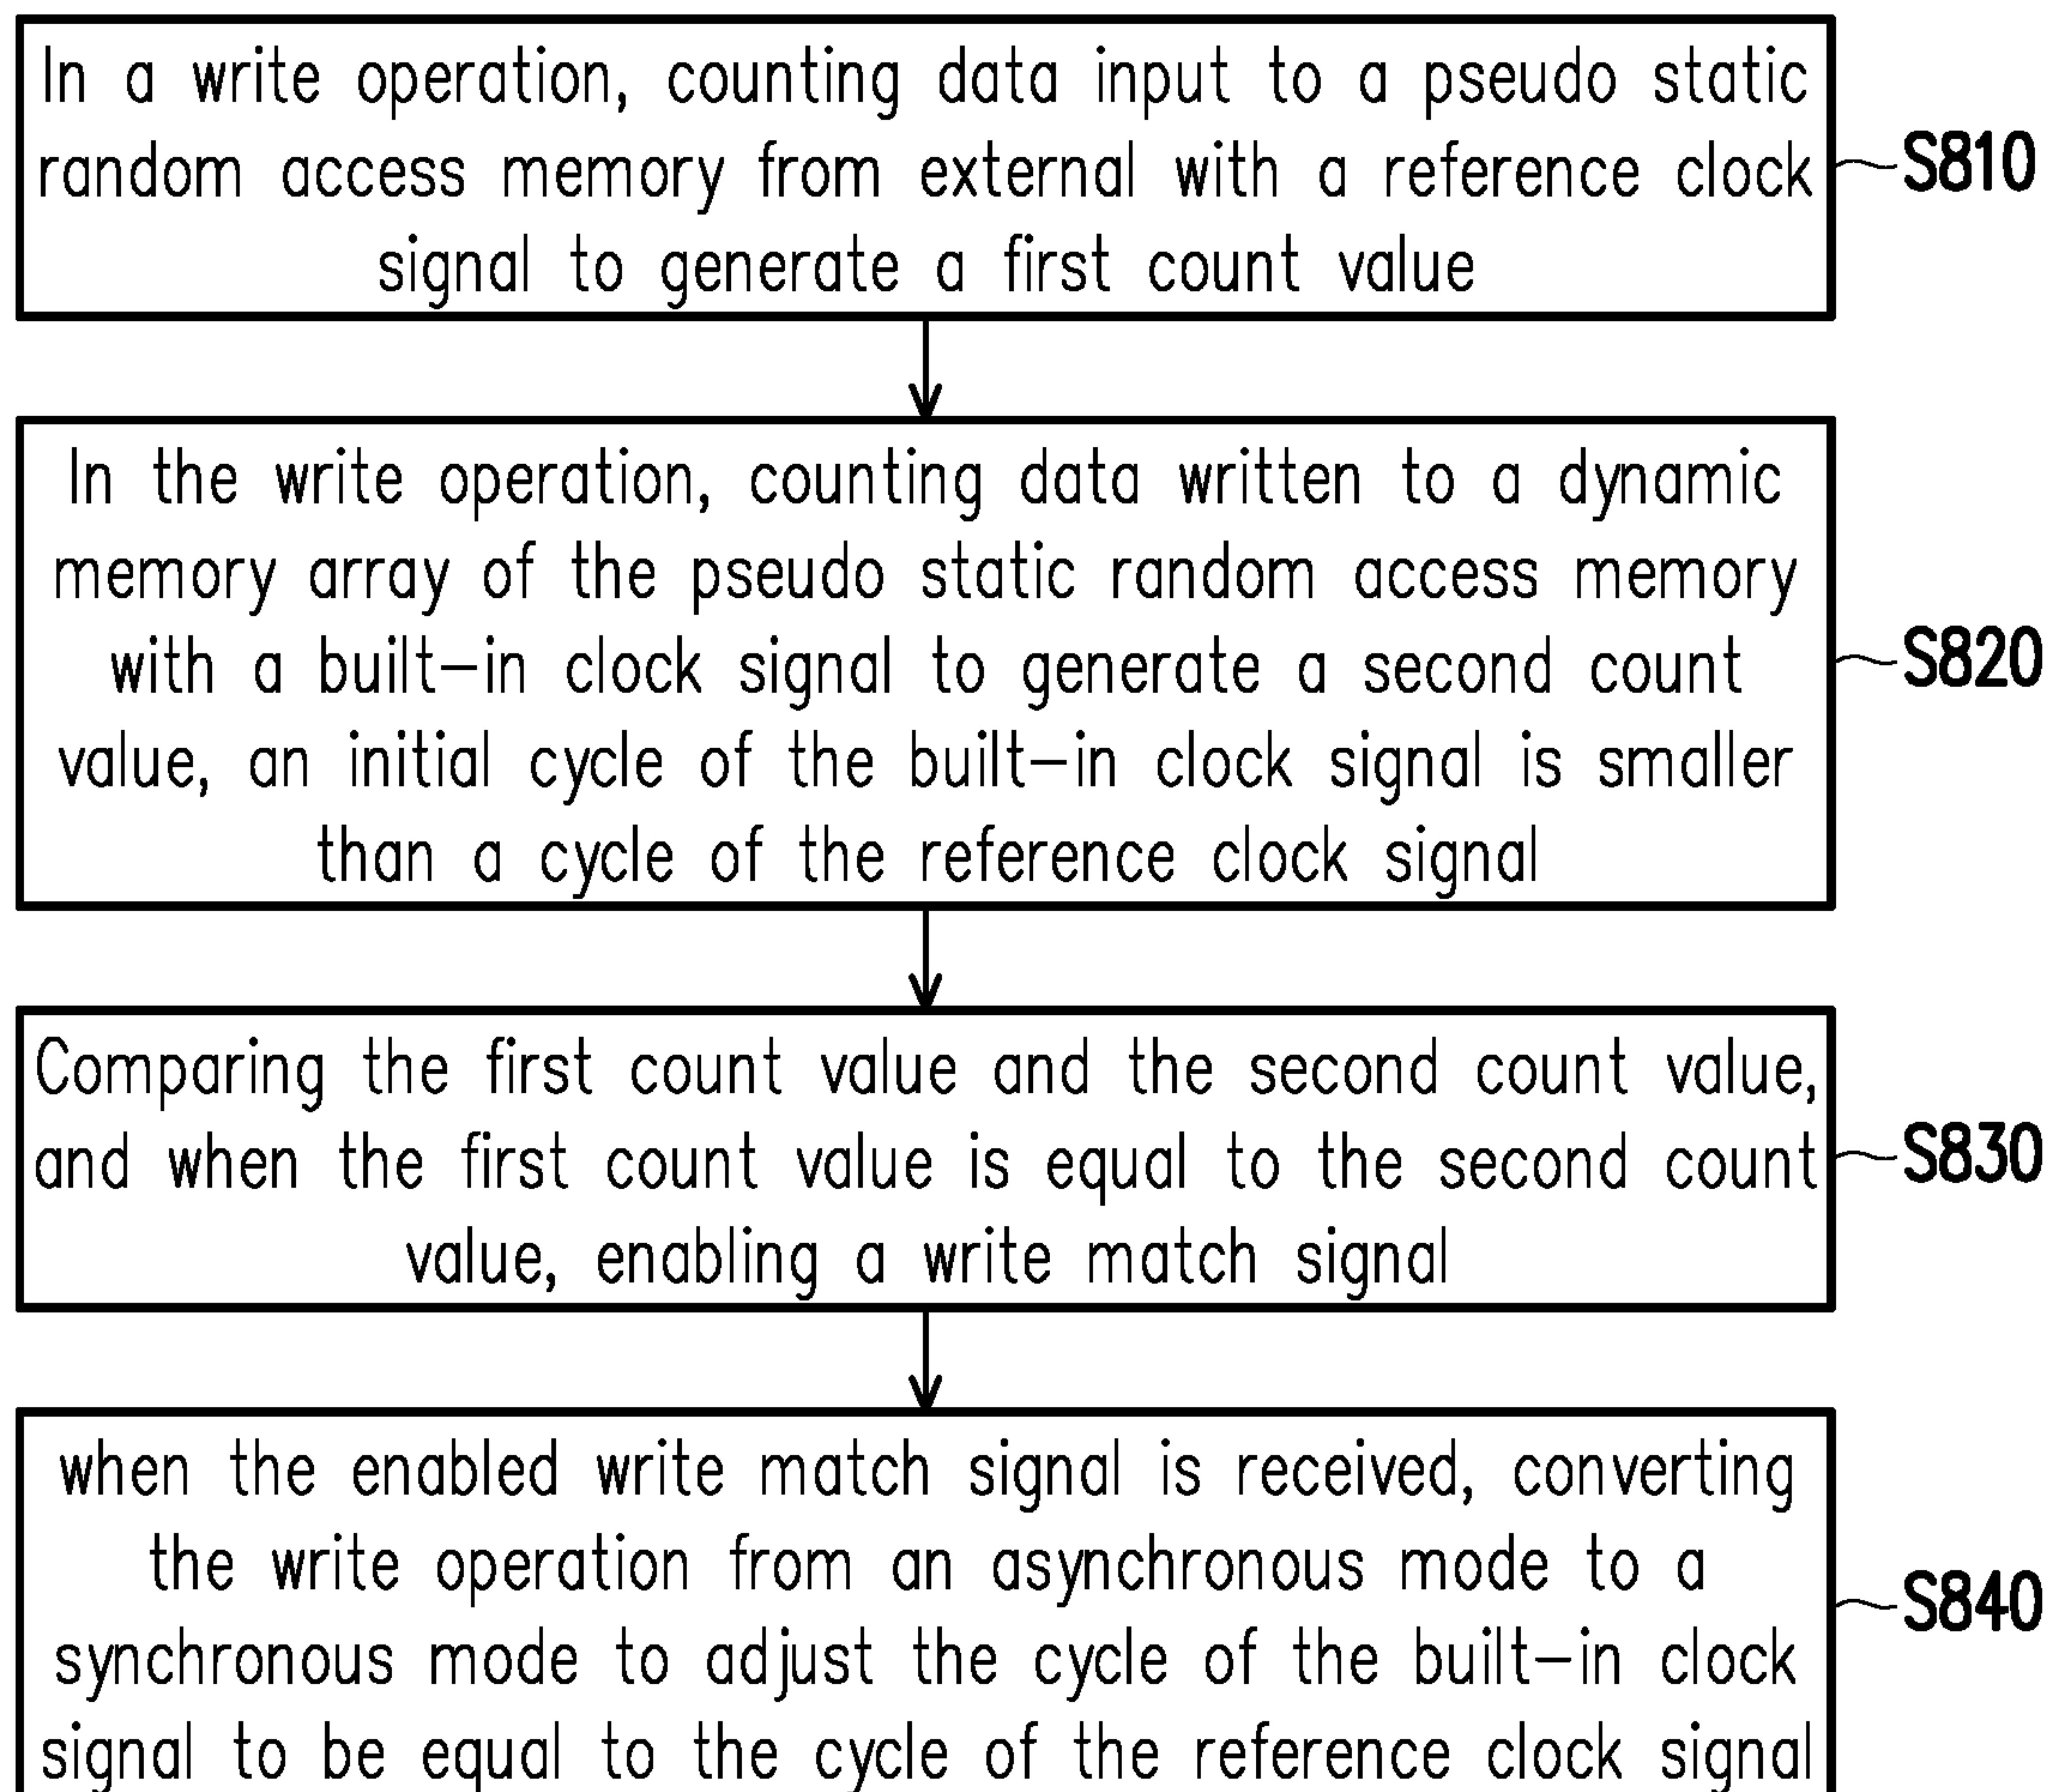 In a write operation, counting data input to a pseudo static
random access memory from external with a reference clock
signal to generate a first count value
S810
In the write operation, counting data written to a dynamic
memory array of the pseudo static random access memory
with a built-in clock signal to generate a second count
value, an initial cycle of the built-in clock signal is smaller
than a cycle of the reference clock signal
S820
Comparing the first count value and the second count value,
and when the first count value is equal to the second count
value, enabling a write match signal
S830
when the enabled write match signal is received, converting
the write operation from an asynchronous mode to a
synchronous mode to adjust the cycle of the built-in clock
signal to be equal to the cycle of the reference clock signal
S840